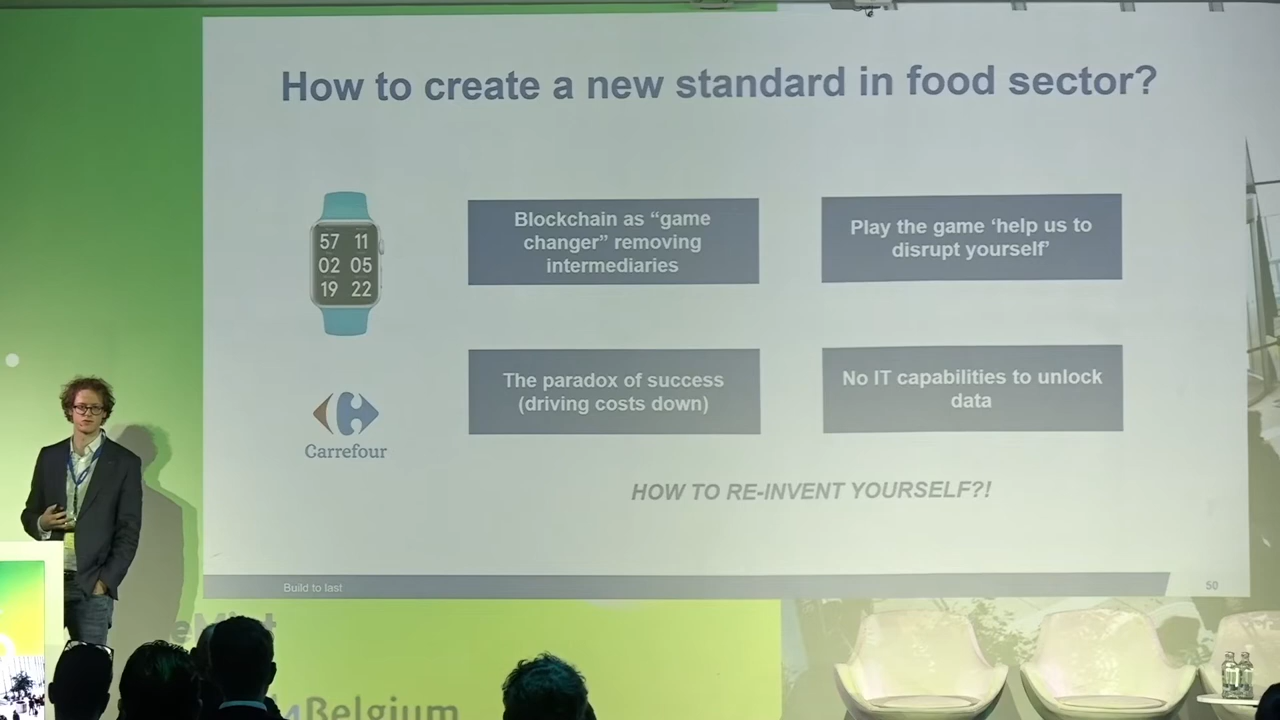 How to create a new standard in food sector?
57 11
02 05
19 22
Blockchain as “game
changer” removing
intermediaries
Play the game ‘help us to
disrupt yourself’
The paradox of success
(driving costs down)
No IT capabilities to unlock
data
Carrefour
HOW TO RE-INVENT YOURSELF?!
Build to last
50
4Belgium